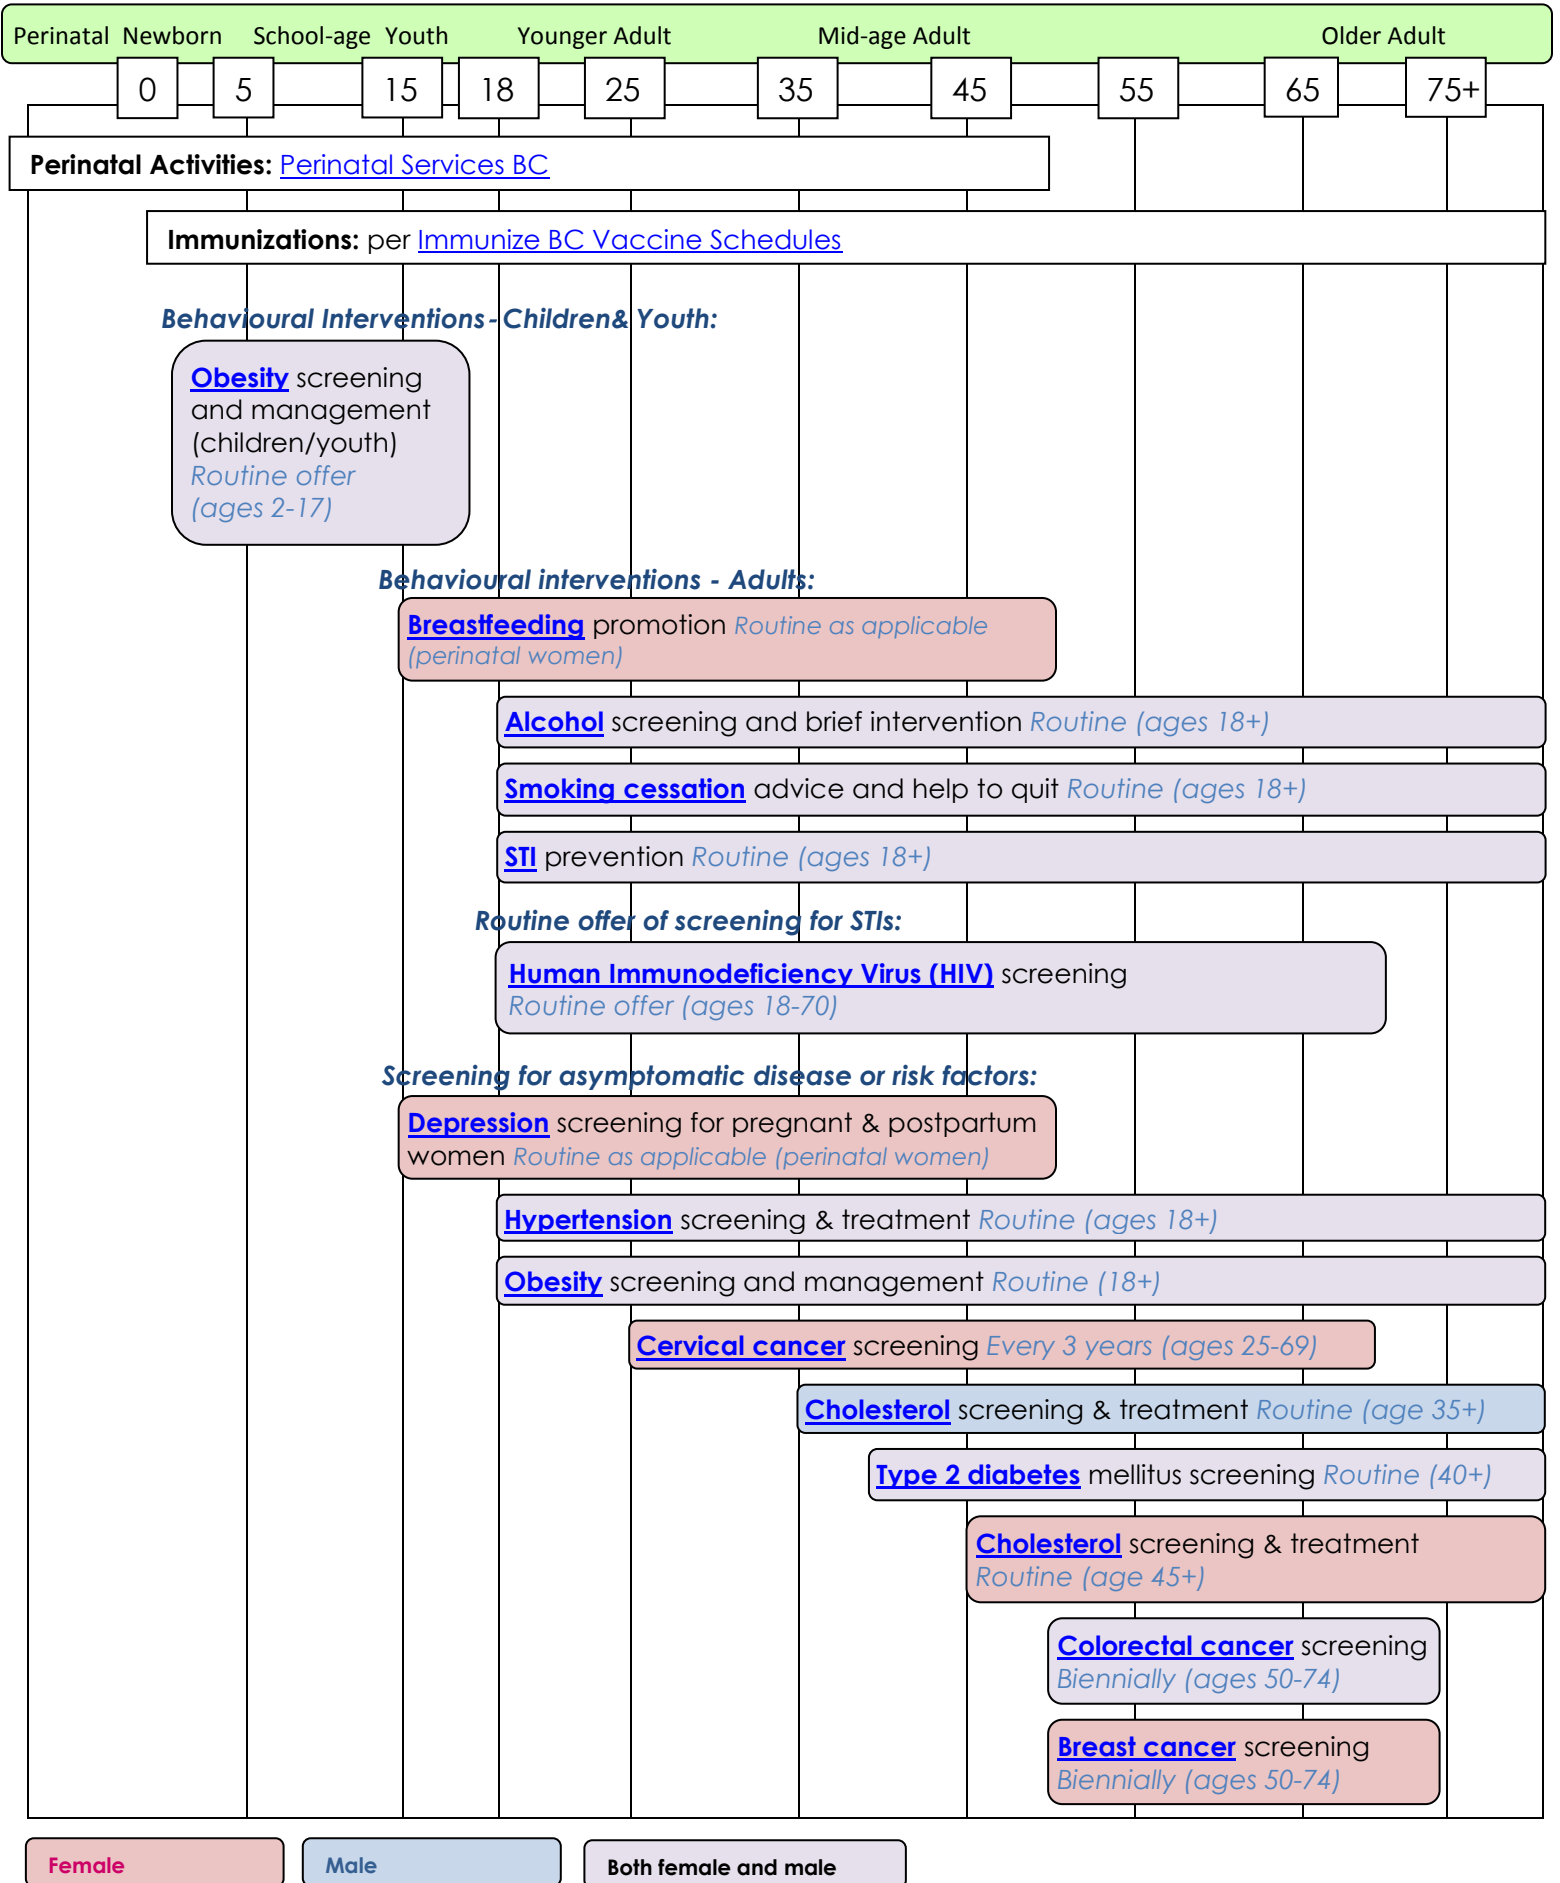 Perinatal Newborn School-age Youth Younger Adult Mid-age Adult Older Adult
0 5 15 18 25 35 45 55 65 75+
Perinatal Activities: Perinatal Services BC
Immunizations: per Immunize BC Vaccine Schedules
Behavioural Interventions - Children& Youth:
Obesity screening
and management
(children/youth)
Routine offer
(ages 2-17)
Behavioural interventions - Adults:
Breastfeeding promotion Routine as applicable
(perinatal women)
Alcohol screening and brief intervention Routine (ages 18+)
Smoking cessation advice and help to quit Routine (ages 18+)
STI prevention Routine (ages 18+)
Routine offer of screening for STIs:
Human Immunodeficiency Virus (HIV) screening
Routine offer (ages 18-70)
Screening for asymptomatic disease or risk factors:
Depression screening for pregnant & postpartum
women Routine as applicable (perinatal women)
Hypertension screening & treatment Routine (ages 18+)
Obesity screening and management Routine (18+)
Cervical cancer screening Every 3 years (ages 25-69)
Cholesterol screening & treatment Routine (age 35+)
Type 2 diabetes mellitus screening Routine (40+)
Cholesterol screening & treatment
Routine (age 45+)
Colorectal cancer screening
Biennially (ages 50-74)
Breast cancer screening
Biennially (ages 50-74)
Female Male Both female and male